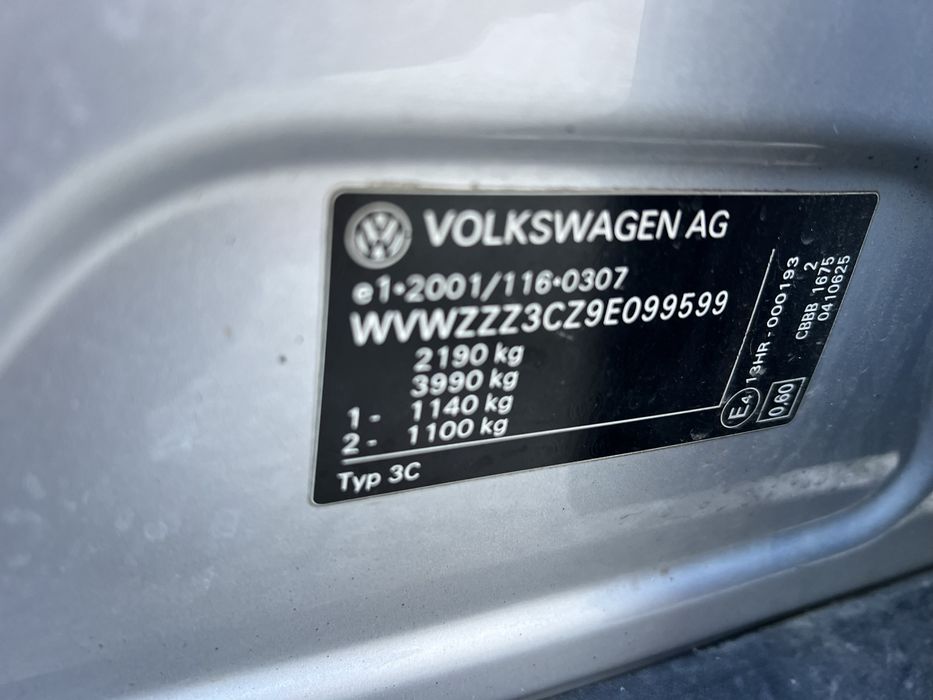 VOLKSWAGEN AG
e1*2001/116*0307
WVWZZZ3CZ9E099599
2190 kg
3990 kg
1 - 1140 kg
2 - 1100 kg
Typ 3C
E4 13HR - 000193
0.60
2
CBBB 1675
0410625